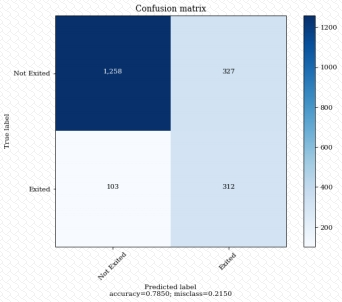 Confusion matrix
Not Exited
1,258
327
Exited
103
312
True label
Not Exited
Exited
Predicted label
accuracy=0.7850; misclass=0.2150
1200
1000
800
600
400
200